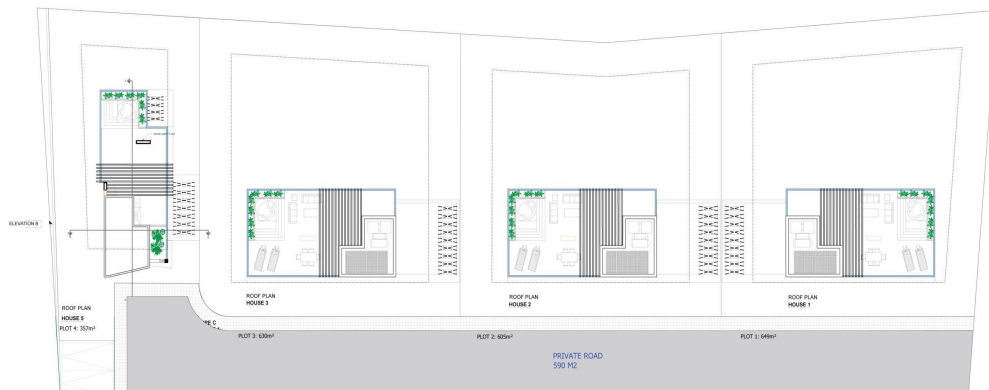 ELEVATION B
ROOF PLAN
HOUSE 5
PLOT 4: 357m²
ROOF PLAN
HOUSE 3
PLOT 3: 630m²
ROOF PLAN
HOUSE 2
PLOT 2: 605m²
ROOF PLAN
HOUSE 1
PLOT 1: 649m²
PRIVATE ROAD
590 M2